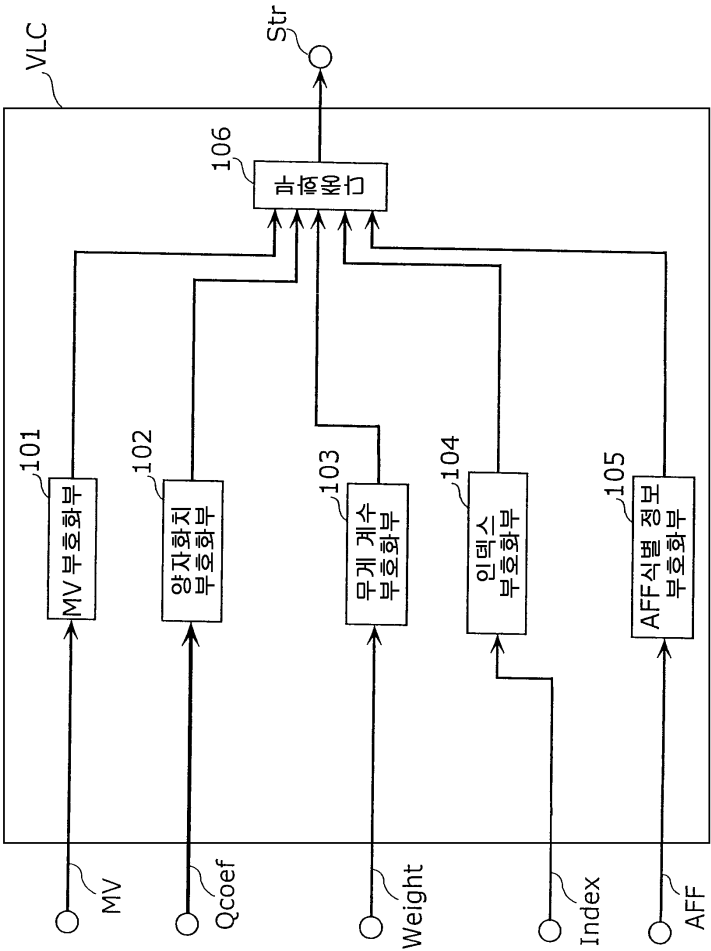 VLC
Str
106
다중화부
101
MV 부호화부
102
양자화치
부호화부
103
무게 계수
부호화부
104
인덱스
부호화부
105
AFF식별 정보
부호화부
MV
Qcoef
Weight
Index
AFF